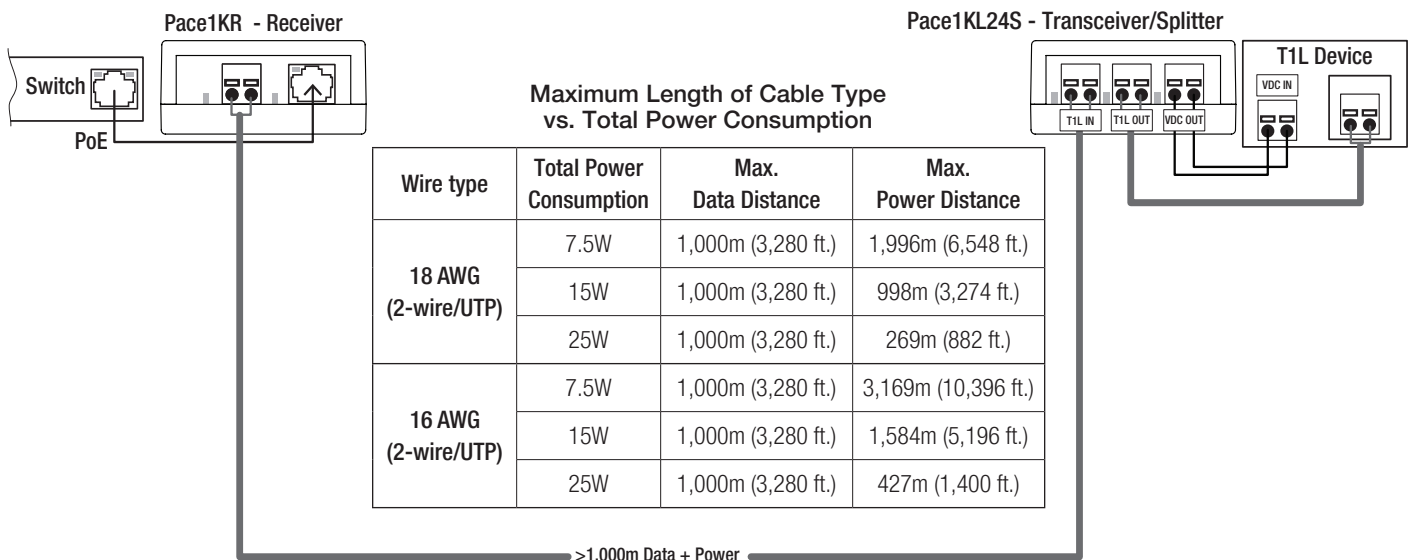 Pace1KR - Receiver
Pace1KL24S - Transceiver/Splitter
Switch
PoE
T1L Device
VDC IN
T1L IN
T1L OUT
VDC OUT
Maximum Length of Cable Type
vs. Total Power Consumption
Wire type
Total Power
Consumption
Max.
Data Distance
Max.
Power Distance
18 AWG
(2-wire/UTP)
7.5W 1,000m (3,280 ft.) 1,996m (6,548 ft.)
15W 1,000m (3,280 ft.) 998m (3,274 ft.)
25W 1,000m (3,280 ft.) 269m (882 ft.)
16 AWG
(2-wire/UTP)
7.5W 1,000m (3,280 ft.) 3,169m (10,396 ft.)
15W 1,000m (3,280 ft.) 1,584m (5,196 ft.)
25W 1,000m (3,280 ft.) 427m (1,400 ft.)
>1,000m Data + Power